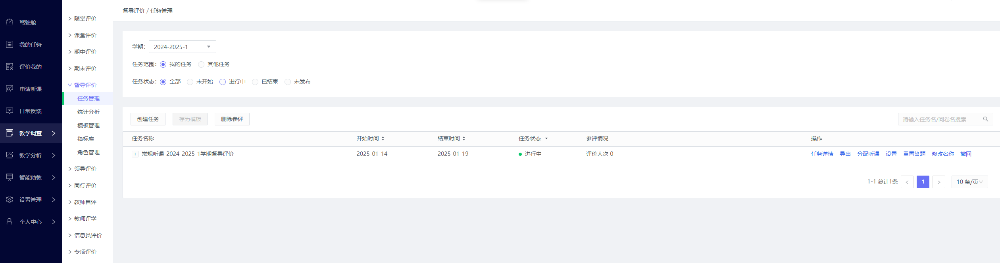 驾驶舱
我的任务
评价我的
申请听课
日常反馈
教学调查
教学分析
智能助教
设置管理
个人中心
随堂评价
课堂评价
期中评价
期末评价
督导评价
任务管理
统计分析
模板管理
指标库
角色管理
领导评价
同行评价
教师自评
教师评学
信息员评价
专项评价
督导评价 / 任务管理
学期: 2024-2025-1
任务范围: 我的任务 其他任务
任务状态: 全部 未开始 进行中 已结束 未发布
创建任务 存为模板 删除参评 请输入任务名/问卷名搜索
任务名称 开始时间 结束时间 任务状态 参评情况 操作
+ 常规听课-2024-2025-1学期督导评价 2025-01-14 2025-01-19 进行中 评价人次 0 任务详情 导出 分配听课 设置 重置答题 修改名称 撤回
1-1 总计1条 < 1 > 10 条/页